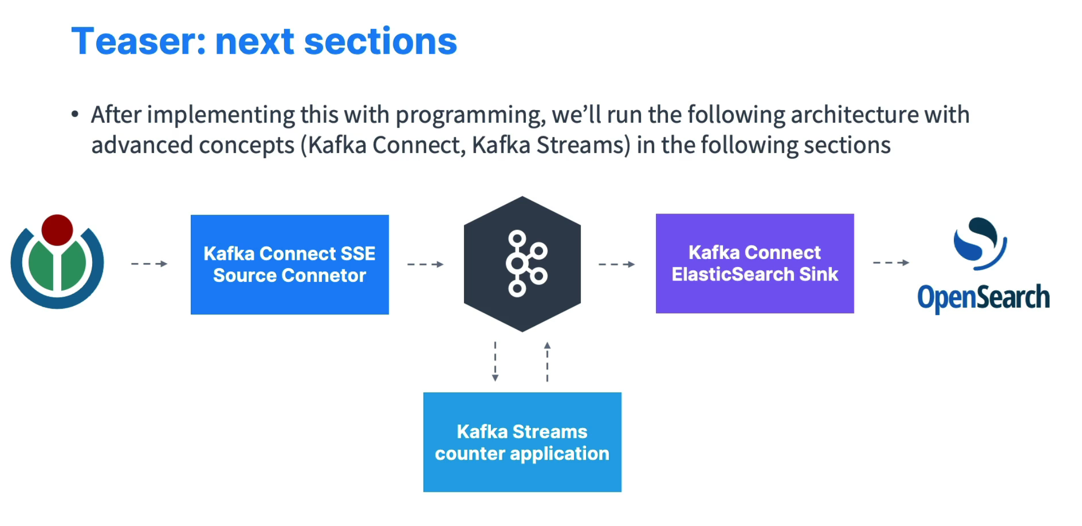 Teaser: next sections
• After implementing this with programming, we’ll run the following architecture with
advanced concepts (Kafka Connect, Kafka Streams) in the following sections
Kafka Connect SSE
Source Connetor
Kafka Connect
ElasticSearch Sink
OpenSearch
Kafka Streams
counter application